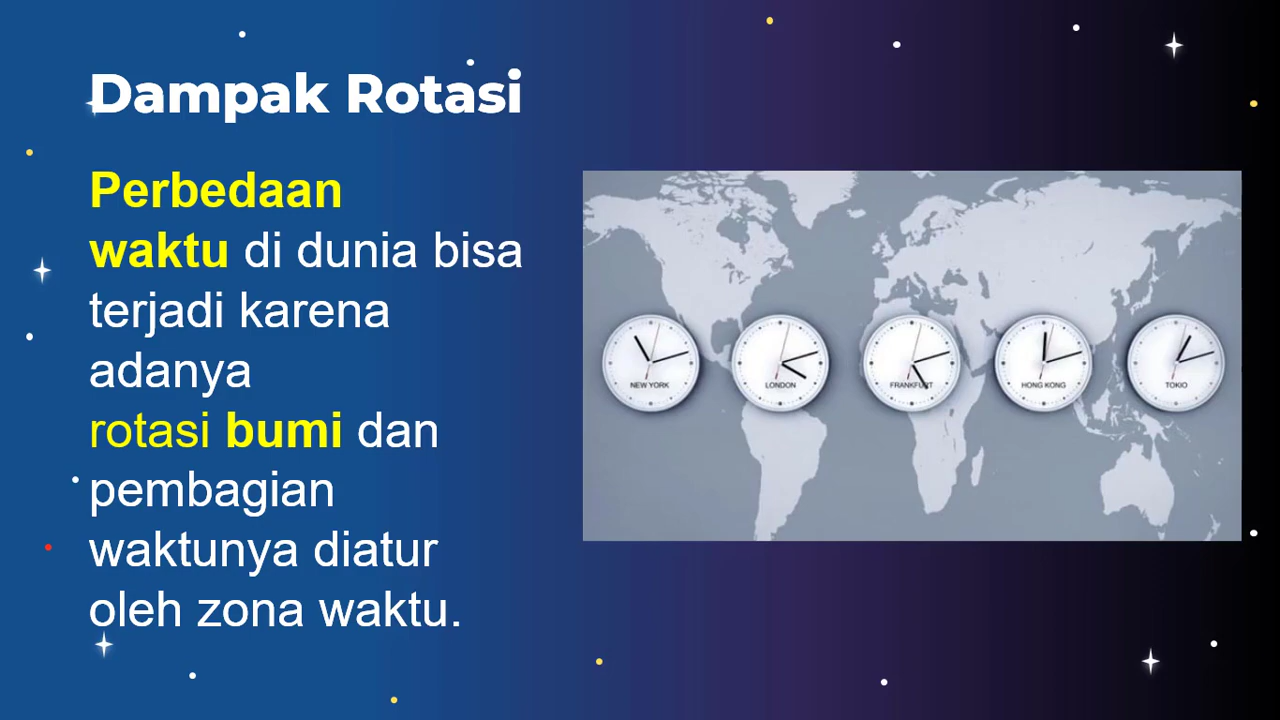 Dampak Rotasi
Perbedaan
waktu di dunia bisa
terjadi karena
adanya
rotasi bumi dan
pembagian
waktunya diatur
oleh zona waktu.
NEW YORK
LONDON
FRANKFURT
HONG KONG
TOKIO